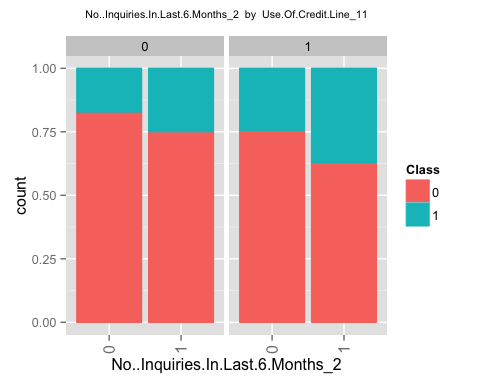 No..Inquiries.In.Last.6.Months_2 by Use.Of.Credit.Line_11
0 1
1.00
0.75
0.50
0.25
0.00
count
0 1 0 1
No..Inquiries.In.Last.6.Months_2
Class
0
1